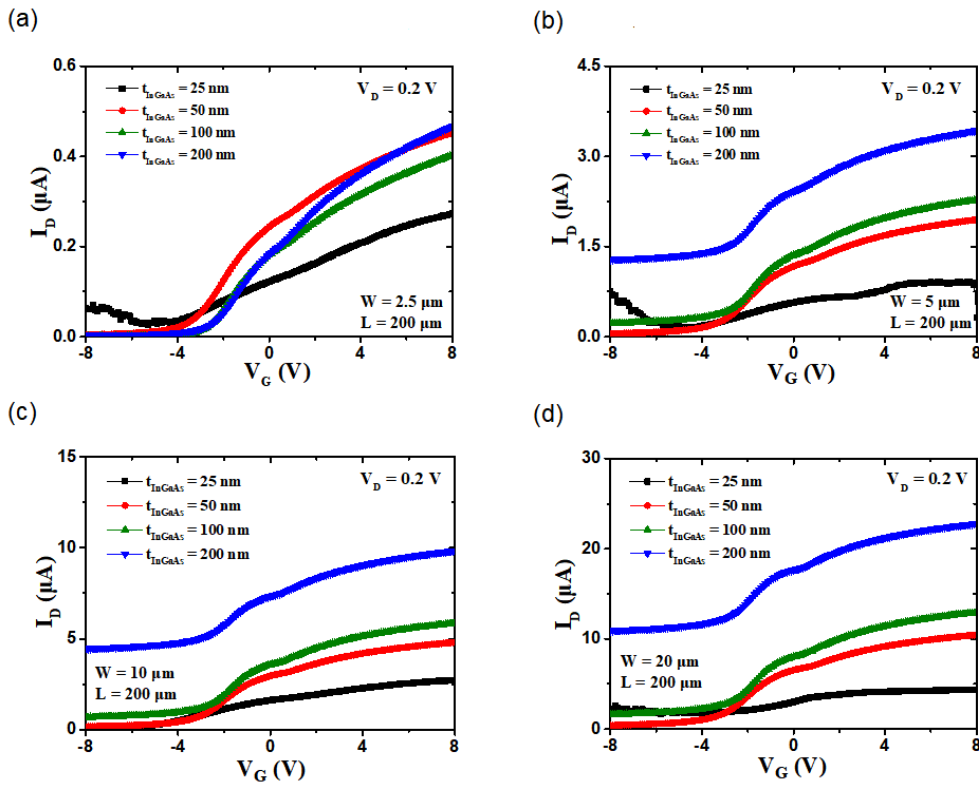 (a)
0.6
0.4
0.2
0.0
I_D (μA)
t_InGaAs = 25 nm
t_InGaAs = 50 nm
t_InGaAs = 100 nm
t_InGaAs = 200 nm
V_D = 0.2 V
W = 2.5 μm
L = 200 μm
-8 -4 0 4 8
V_G (V)
(b)
4.5
3.0
1.5
0.0
I_D (μA)
t_InGaAs = 25 nm
t_InGaAs = 50 nm
t_InGaAs = 100 nm
t_InGaAs = 200 nm
V_D = 0.2 V
W = 5 μm
L = 200 μm
-8 -4 0 4 8
V_G (V)
(c)
15
10
5
0
I_D (μA)
t_InGaAs = 25 nm
t_InGaAs = 50 nm
t_InGaAs = 100 nm
t_InGaAs = 200 nm
V_D = 0.2 V
W = 10 μm
L = 200 μm
-8 -4 0 4 8
V_G (V)
(d)
30
20
10
0
I_D (μA)
t_InGaAs = 25 nm
t_InGaAs = 50 nm
t_InGaAs = 100 nm
t_InGaAs = 200 nm
V_D = 0.2 V
W = 20 μm
L = 200 μm
-8 -4 0 4 8
V_G (V)